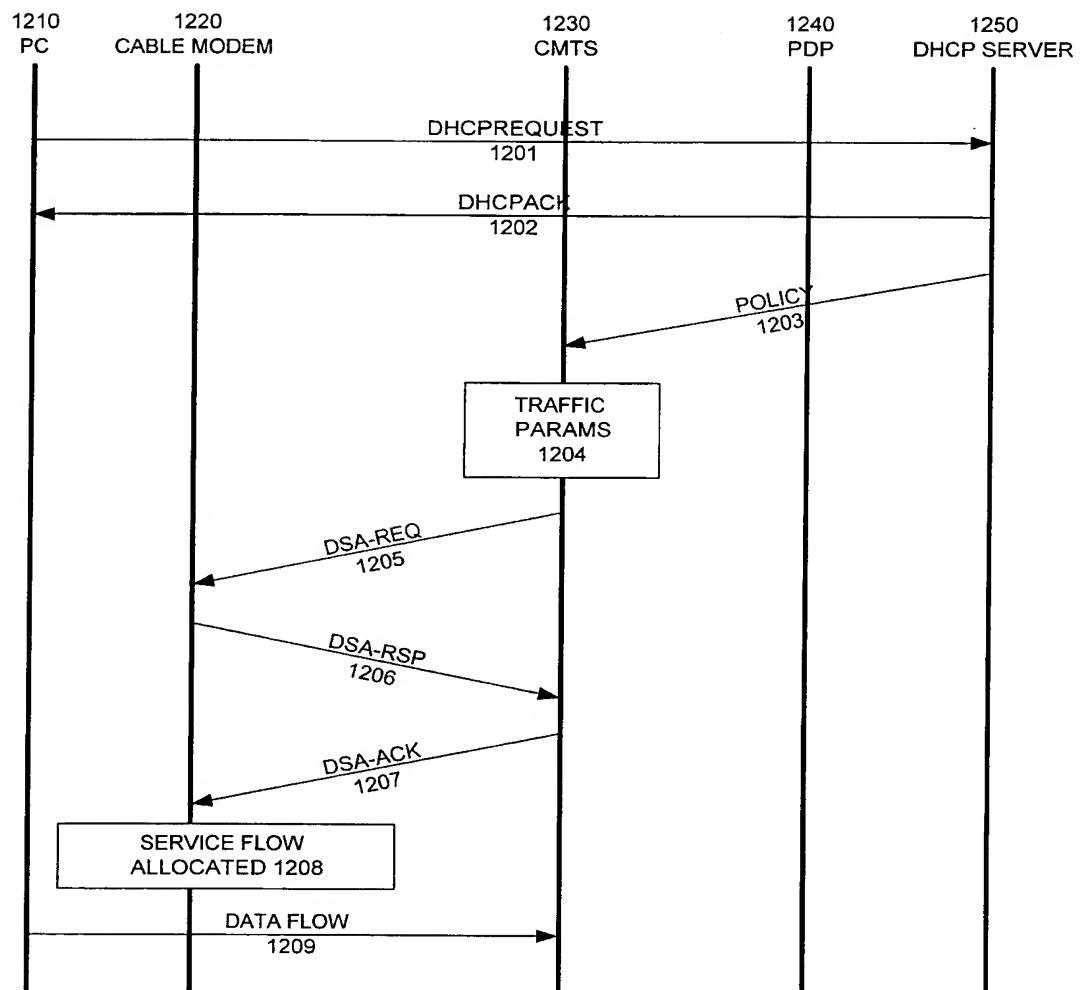 1210
PC
1220
CABLE MODEM
1230
CMTS
1240
PDP
1250
DHCP SERVER
DHCPREQUEST
1201
DHCPACK
1202
POLICY
1203
TRAFFIC
PARAMS
1204
DSA-REQ
1205
DSA-RSP
1206
DSA-ACK
1207
SERVICE FLOW
ALLOCATED 1208
DATA FLOW
1209